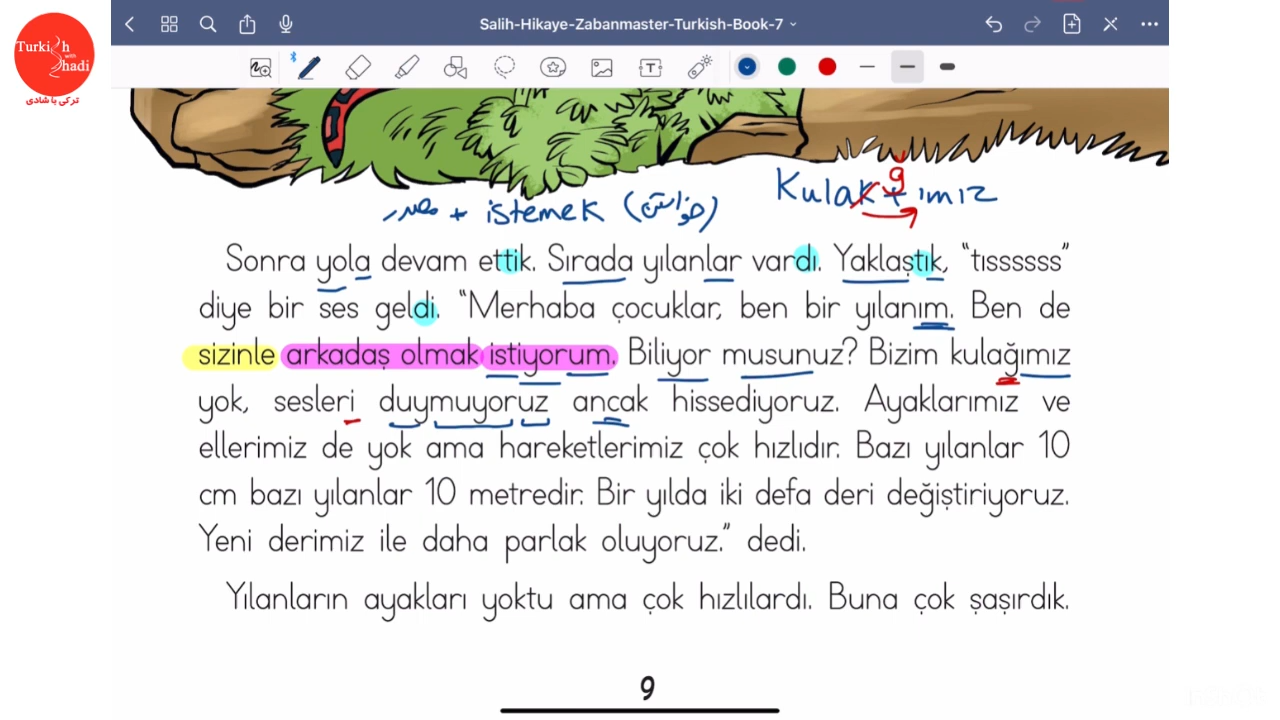 Turkish
with
Shadi
ترکی با شادی
Salih-Hikaye-Zabanmaster-Turkish-Book-7
Kulak + ımız
ğ
مصدر + istemek (خواستن)
Sonra yola devam ettik. Sırada yılanlar vardı. Yaklaştık, “tıssssss”
diye bir ses geldi. “Merhaba çocuklar, ben bir yılanım. Ben de
sizinle arkadaş olmak istiyorum. Biliyor musunuz? Bizim kulağımız
yok, sesleri duymuyoruz ancak hissediyoruz. Ayaklarımız ve
ellerimiz de yok ama hareketlerimiz çok hızlıdır. Bazı yılanlar 10
cm bazı yılanlar 10 metredir. Bir yılda iki defa deri değiştiriyoruz.
Yeni derimiz ile daha parlak oluyoruz.” dedi.
Yılanların ayakları yoktu ama çok hızlılardı. Buna çok şaşırdık.
9